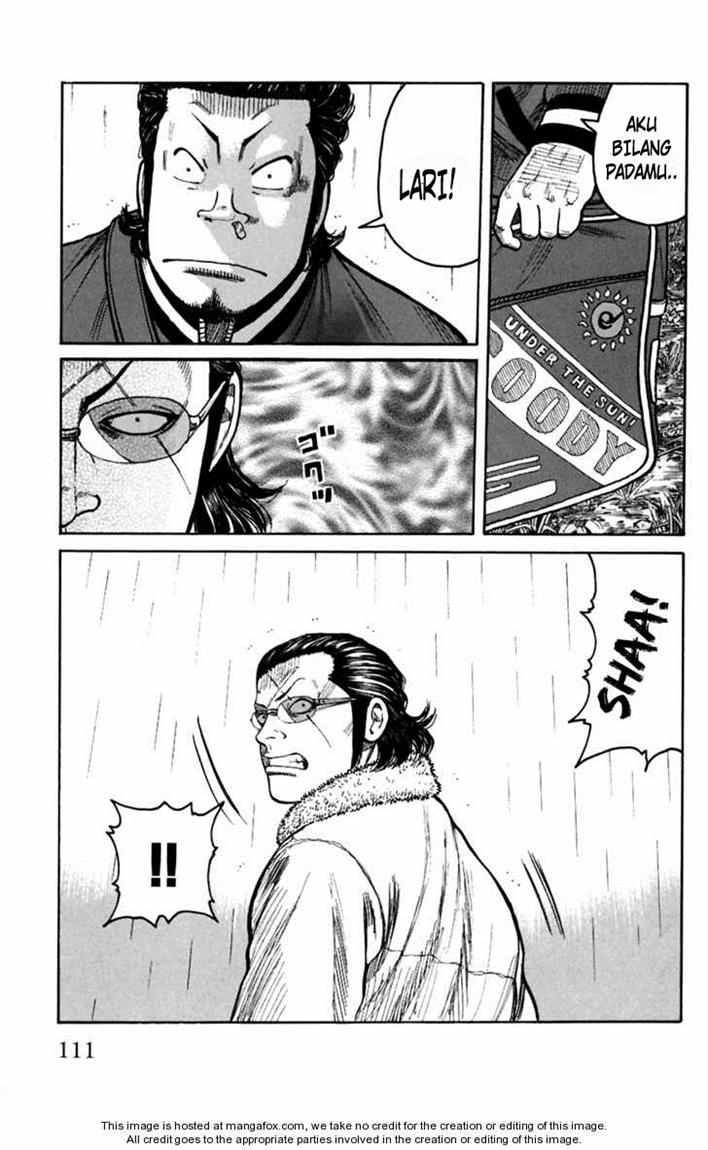 AKU
BILANG
PADAMU..
UNDER THE SUN!
OODY
LARI!
ゴ
ワ
ッ
SHAA!
!!
111
This image is hosted at mangafox.com, we take no credit for the creation or editing of this image.
All credit goes to the appropriate parties involved in the creation or editing of this image.